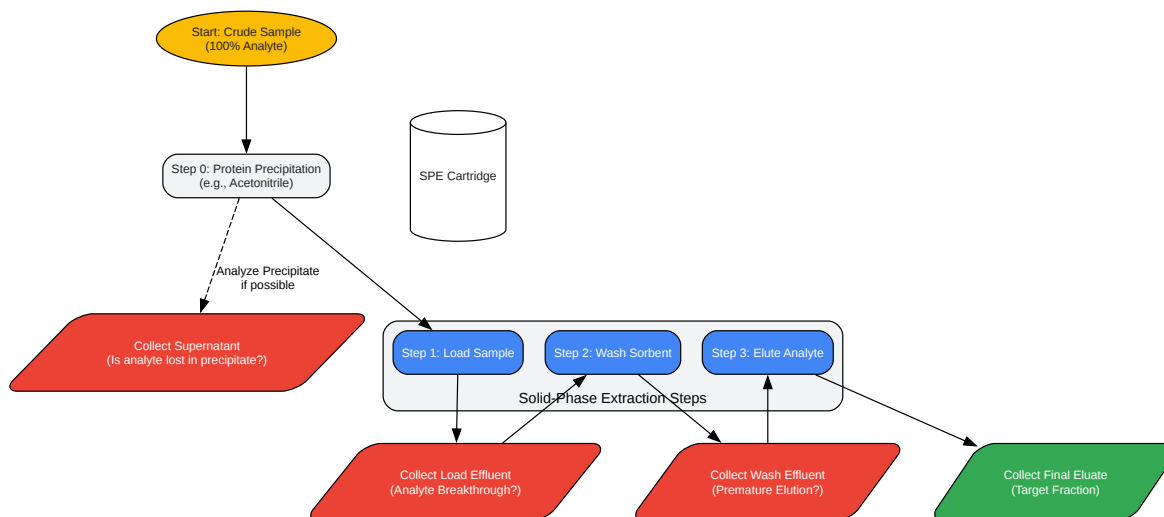 Start: Crude Sample
(100% Analyte)
Step 0: Protein Precipitation
(e.g., Acetonitrile)
SPE Cartridge
Analyze Precipitate
if possible
Collect Supernatant
(Is analyte lost in precipitate?)
Step 1: Load Sample
Step 2: Wash Sorbent
Step 3: Elute Analyte
Solid-Phase Extraction Steps
Collect Load Effluent
(Analyte Breakthrough?)
Collect Wash Effluent
(Premature Elution?)
Collect Final Eluate
(Target Fraction)